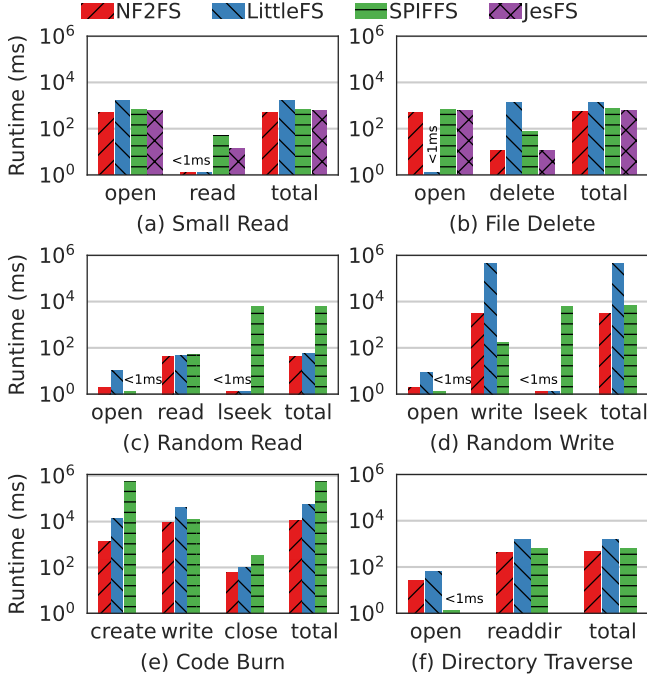 NF2FS LittleFS SPIFFS JesFS
Runtime (ms)
10^6
10^4
10^2
10^0
<1ms
open read total
(a) Small Read
10^6
10^4
10^2
10^0
<1ms
open delete total
(b) File Delete
Runtime (ms)
10^6
10^4
10^2
10^0
<1ms <1ms
open read lseek total
(c) Random Read
10^6
10^4
10^2
10^0
<1ms <1ms
open write lseek total
(d) Random Write
Runtime (ms)
10^6
10^4
10^2
10^0
create write close total
(e) Code Burn
10^6
10^4
10^2
10^0
<1ms
open readdir total
(f) Directory Traverse